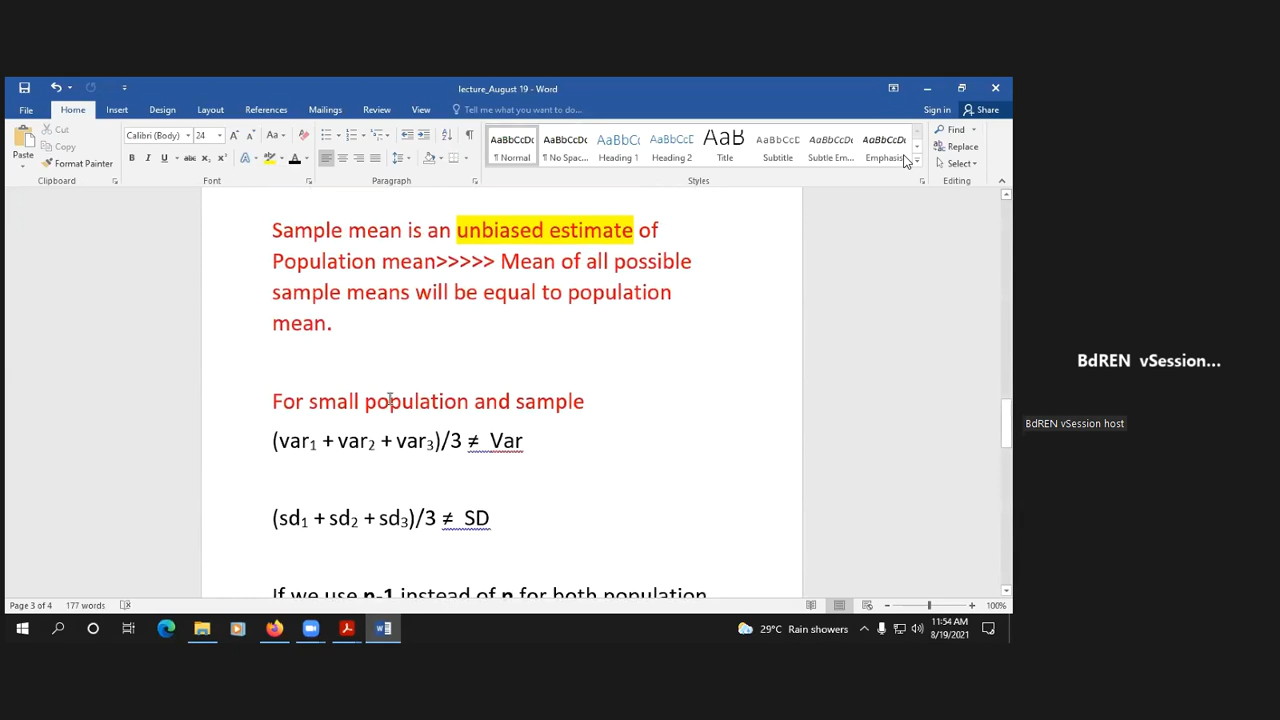 lecture_August 19 - Word
File Home Insert Design Layout References Mailings Review View Tell me what you want to do... Sign in Share
Paste Cut Copy Format Painter
Calibri (Body) 24
AaBbCcDc AaBbCcDc AaBbCc AaBbCcE AaB AaBbCcD AaBbCcDc AaBbCcDc
¶ Normal ¶ No Spac... Heading 1 Heading 2 Title Subtitle Subtle Em... Emphasis
Find Replace Select
Clipboard Font Paragraph Styles Editing
Sample mean is an unbiased estimate of
Population mean>>>>> Mean of all possible
sample means will be equal to population
mean.
For small population and sample
(var₁ + var₂ + var₃)/3 ≠ Var
(sd₁ + sd₂ + sd₃)/3 ≠ SD
If we use n-1 instead of n for both population
Page 3 of 4 177 words 100%
29°C Rain showers 11:54 AM
8/19/2021
BdREN vSession...
BdREN vSession host